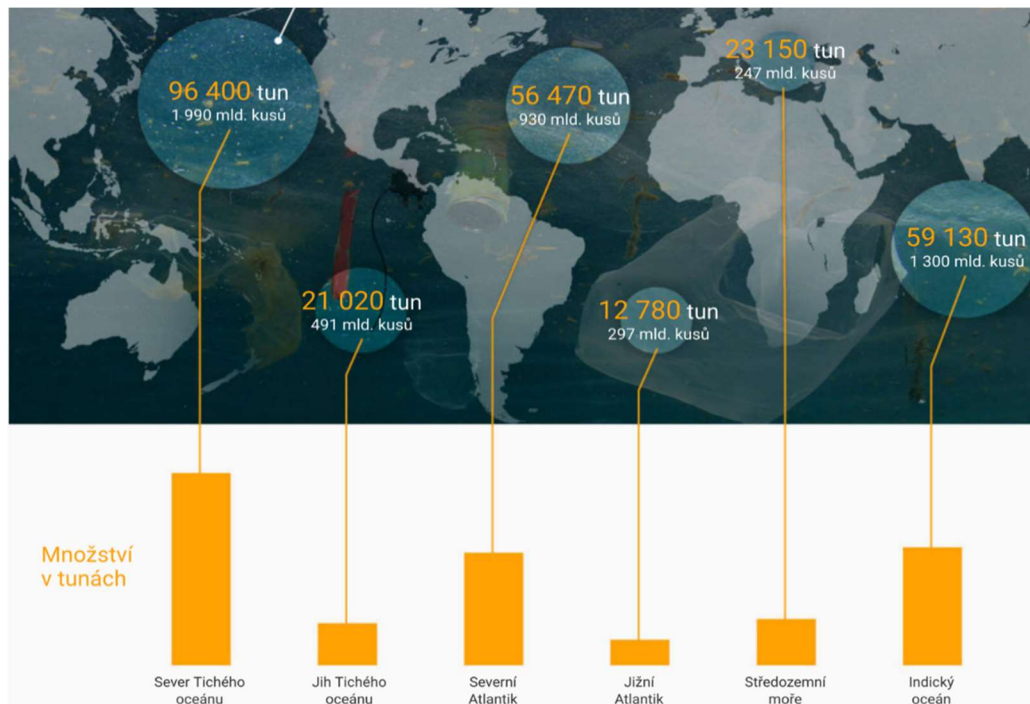 96 400 tun
1 990 mld. kusů
56 470 tun
930 mld. kusů
23 150 tun
247 mld. kusů
59 130 tun
1 300 mld. kusů
21 020 tun
491 mld. kusů
12 780 tun
297 mld. kusů
Množství
v tunách
Sever Tichého
oceánu
Jih Tichého
oceánu
Severní
Atlantik
Jižní
Atlantik
Středozemní
moře
Indický
oceán